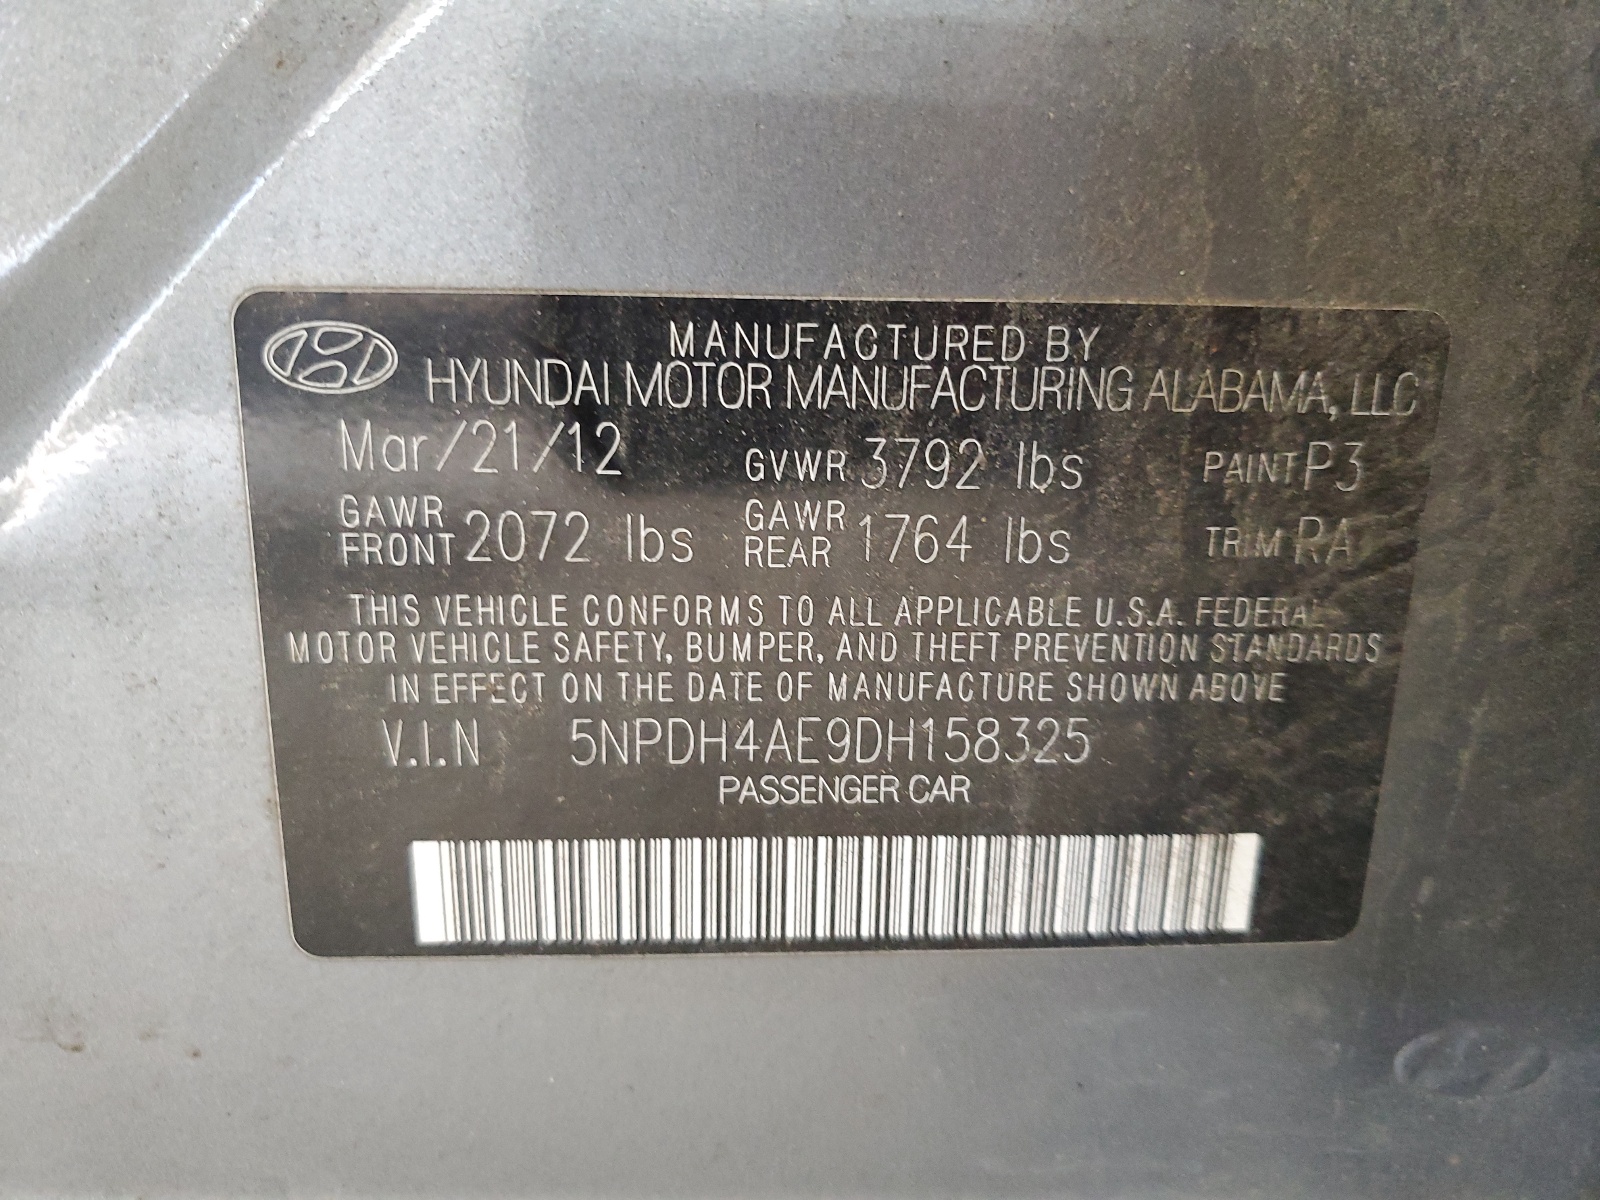 MANUFACTURED BY
HYUNDAI MOTOR MANUFACTURING ALABAMA, LLC
Mar/21/12 GVWR 3792 lbs PAINT P3
GAWR FRONT 2072 lbs GAWR REAR 1764 lbs TRIM RA
THIS VEHICLE CONFORMS TO ALL APPLICABLE U.S.A. FEDERAL
MOTOR VEHICLE SAFETY, BUMPER, AND THEFT PREVENTION STANDARDS
IN EFFECT ON THE DATE OF MANUFACTURE SHOWN ABOVE
V.I.N 5NPDH4AE9DH158325
PASSENGER CAR